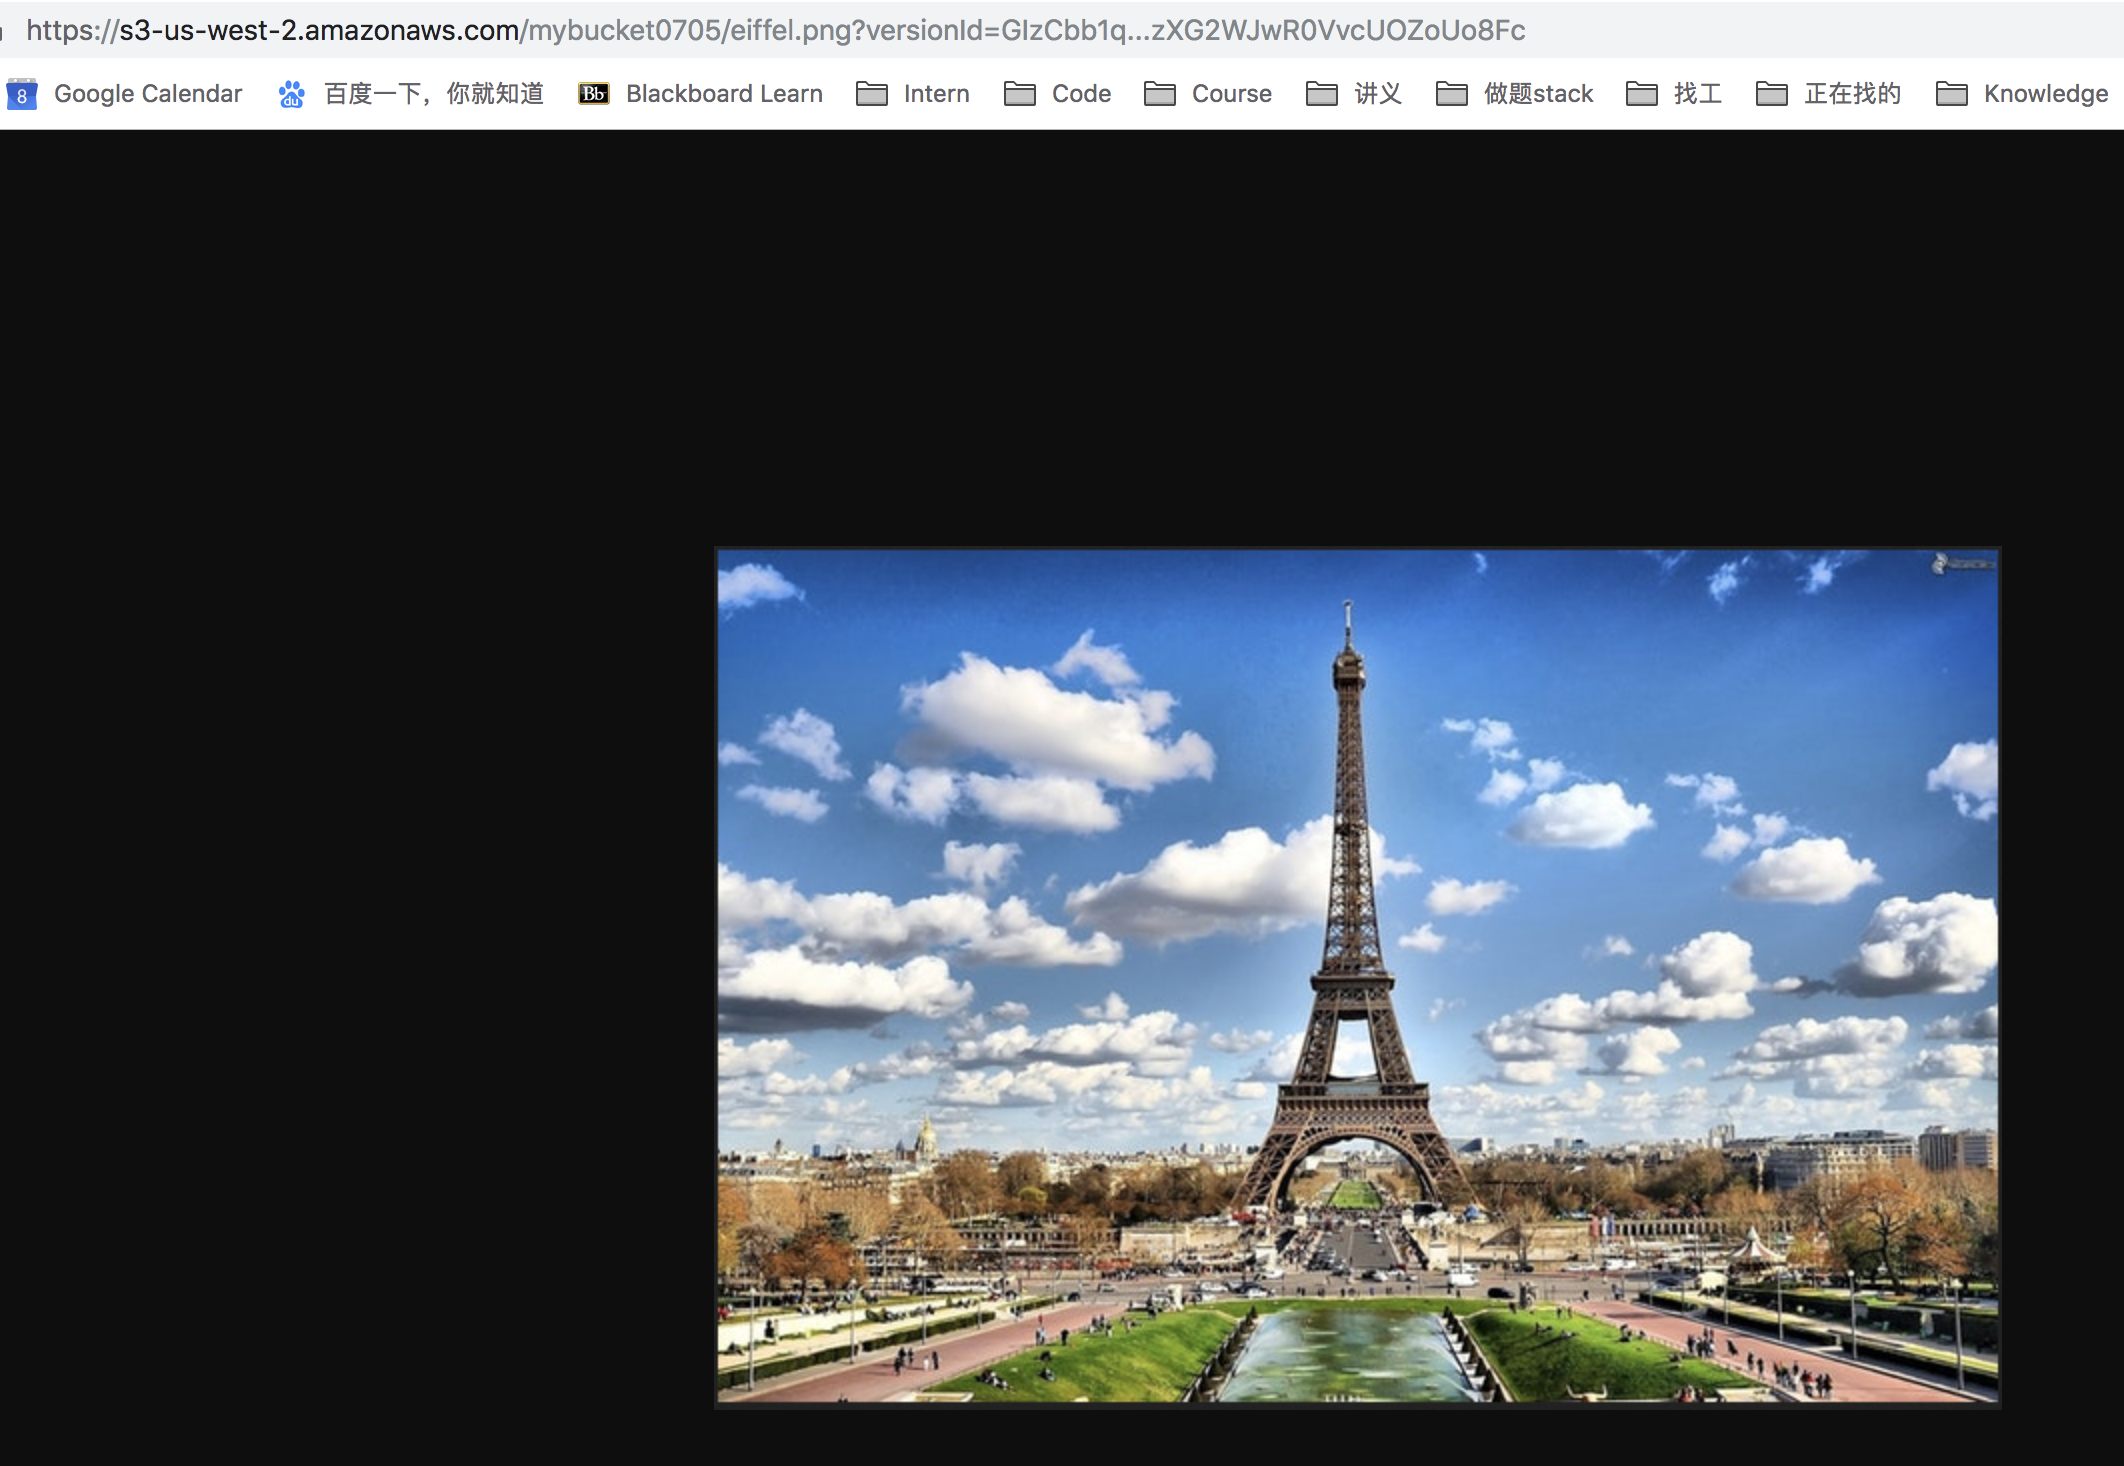 https://s3-us-west-2.amazonaws.com/mybucket0705/eiffel.png?versionId=GIzCbb1q...zXG2WJwR0VvcUOZoUo8Fc
8 Google Calendar du 百度一下，你就知道 Bb Blackboard Learn Intern Code Course 讲义 做题stack 找工 正在找的 Knowledge